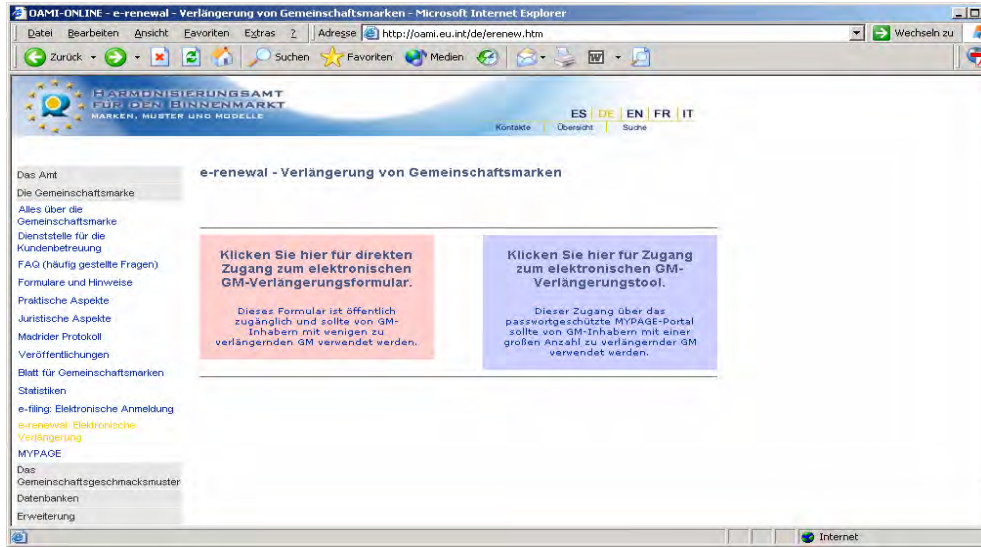 OAMI-ONLINE - e-renewal - Verlängerung von Gemeinschaftsmarken - Microsoft Internet Explorer
Datei Bearbeiten Ansicht Favoriten Extras ? Adresse http://oami.eu.int/de/erenew.htm Wechseln zu
Zurück Suchen Favoriten Medien
HARMONISIERUNGSAMT
FÜR DEN BINNENMARKT
MARKEN, MUSTER UND MODELLE
ES DE EN FR IT
Kontakte Übersicht Suche
Das Amt
Die Gemeinschaftsmarke
Alles über die
Gemeinschaftsmarke
Dienststelle für die
Kundenbetreuung
FAQ (häufig gestellte Fragen)
Formulare und Hinweise
Praktische Aspekte
Juristische Aspekte
Madrider Protokoll
Veröffentlichungen
Blatt für Gemeinschaftsmarken
Statistiken
e-filing: Elektronische Anmeldung
e-renewal: Elektronische
Verlängerung
MYPAGE
Das
Gemeinschaftsgeschmacksmuster
Datenbanken
Erweiterung
e-renewal - Verlängerung von Gemeinschaftsmarken
Klicken Sie hier für direkten
Zugang zum elektronischen
GM-Verlängerungsformular.
Dieses Formular ist öffentlich
zugänglich und sollte von GM-
Inhabern mit wenigen zu
verlängernden GM verwendet werden.
Klicken Sie hier für Zugang
zum elektronischen GM-
Verlängerungstool.
Dieser Zugang über das
passwortgeschützte MYPAGE-Portal
sollte von GM-Inhabern mit einer
großen Anzahl zu verlängernder GM
verwendet werden.
Internet